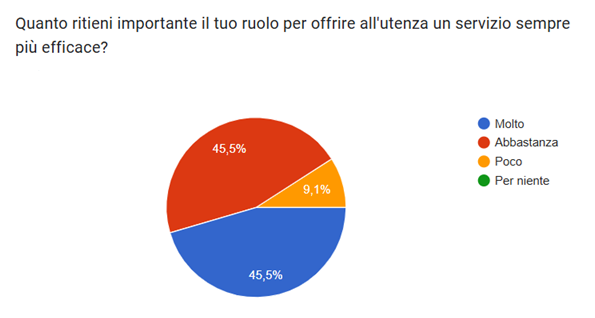 Quanto ritieni importante il tuo ruolo per offrire all'utenza un servizio sempre
più efficace?
45,5%
9,1%
45,5%
Molto
Abbastanza
Poco
Per niente